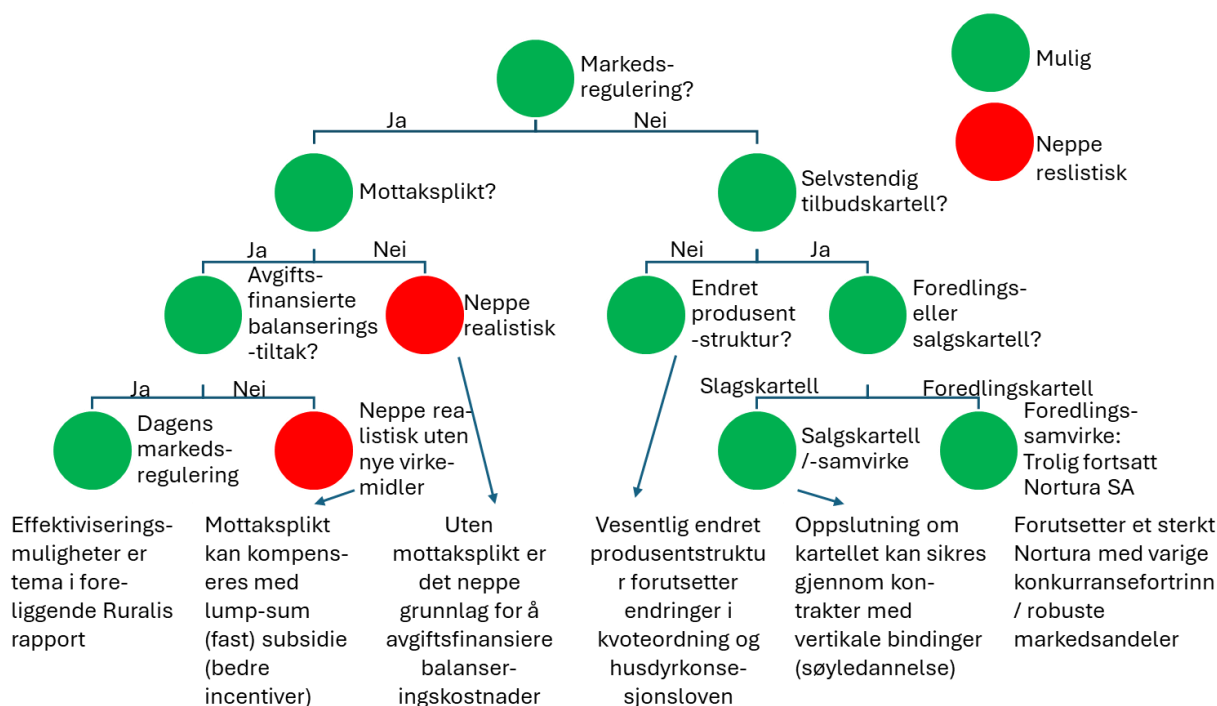 Markeds-
regulering?
Mulig
Neppe
reslistisk
Ja
Nei
Mottaksplikt?
Selvstendig
tilbudskartell?
Ja
Nei
Nei
Ja
Avgifts-
finansierte
balanserings
-tiltak?
Neppe
realistisk
Endret
produsent
-struktur?
Foredlings-
eller
salgskartell?
Ja
Nei
Slagskartell
Foredlingskartell
Dagens
markeds-
regulering
Neppe rea-
listisk uten
nye virke-
midler
Salgskartell
/-samvirke
Foredlings-
samvirke:
Trolig fortsatt
Nortura SA
Effektiviserings-
muligheter er
tema i fore-
liggende Ruralis
rapport
Mottaksplikt
kan kompens-
eres med
lump-sum
(fast) subsidie
(bedre
incentiver)
Uten
mottaksplikt er
det neppe
grunnlag for å
avgiftsfinansiere
balanser-
ingskostnader
Vesentlig endret
produsentstruktu
r forutsetter
endringer i
kvoteordning og
husdyrkonse-
sjonsloven
Oppslutning om
kartellet kan sikres
gjennom kon-
trakter med
vertikale bindinger
(søyledannelse)
Forutsetter et sterkt
Nortura med varige
konkurransefortrinn
/ robuste
markedsandeler